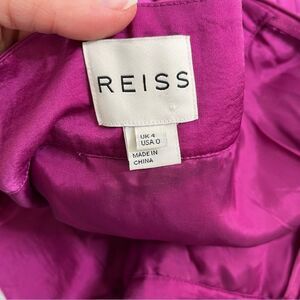 REISS
UK 4
USA 0
MADE IN
CHINA